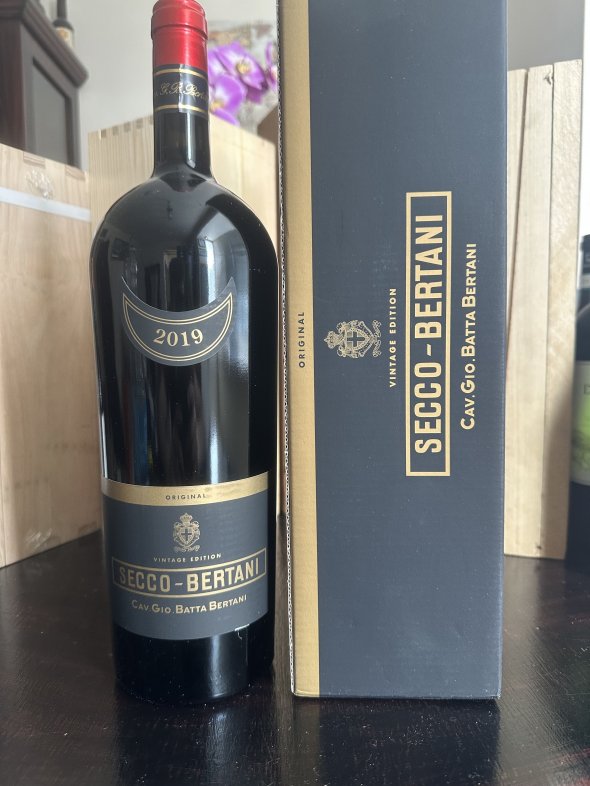 2019
ORIGINAL
VINTAGE EDITION
SECCO-BERTANI
CAV. GIO. BATTA BERTANI
ORIGINAL
VINTAGE EDITION
SECCO-BERTANI
CAV. GIO. BATTA BERTANI